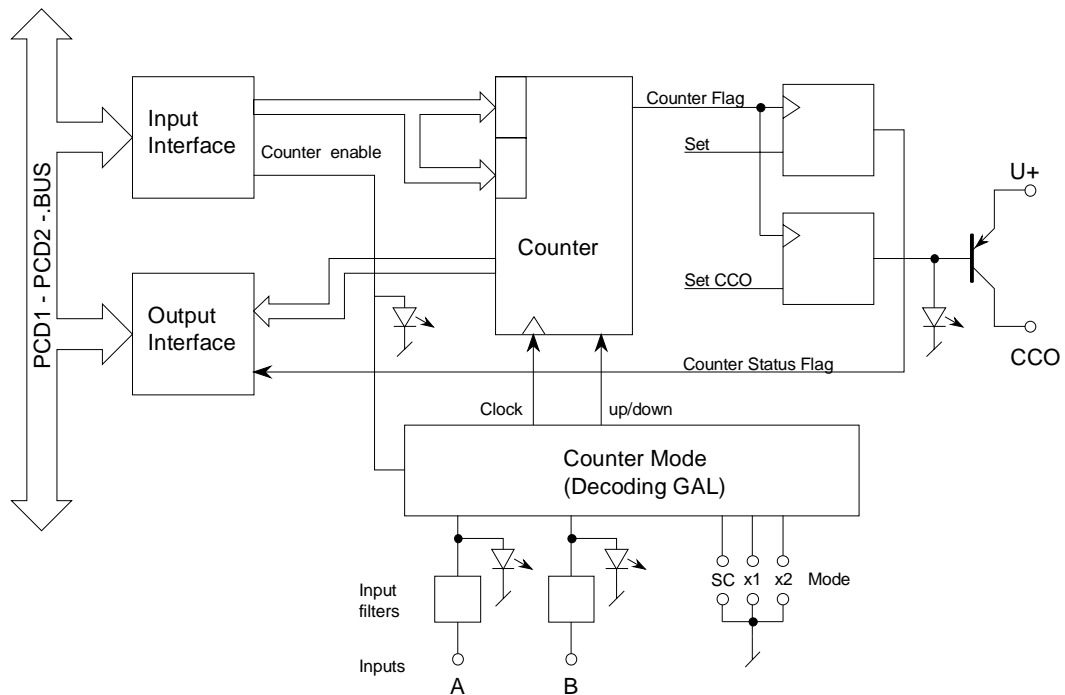 PCD1 - PCD2 -.BUS
Input
Interface
Counter enable
Counter
Counter Flag
Set
Set CCO
U+
CCO
Output
Interface
Counter Status Flag
Clock
up/down
Counter Mode
(Decoding GAL)
Input
filters
SC x1 x2 Mode
Inputs
A
B